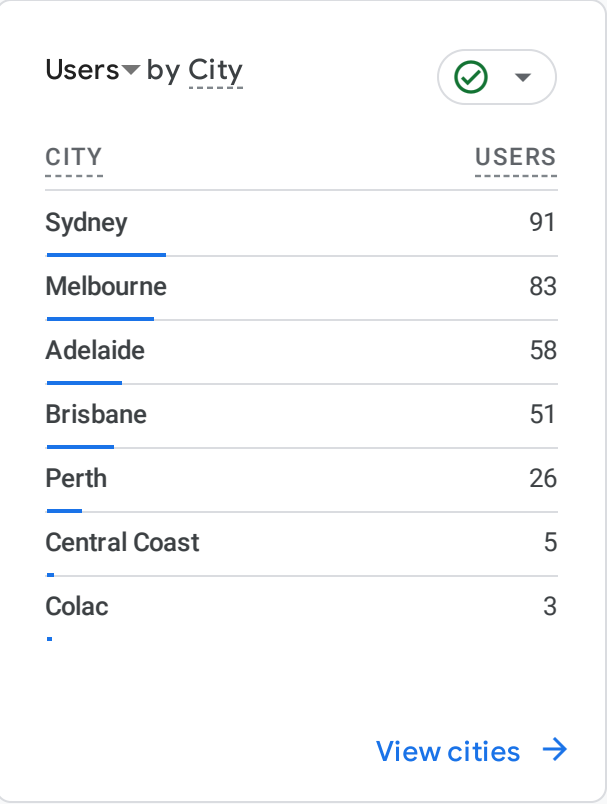 Users by City
CITY USERS
Sydney 91
Melbourne 83
Adelaide 58
Brisbane 51
Perth 26
Central Coast 5
Colac 3
View cities